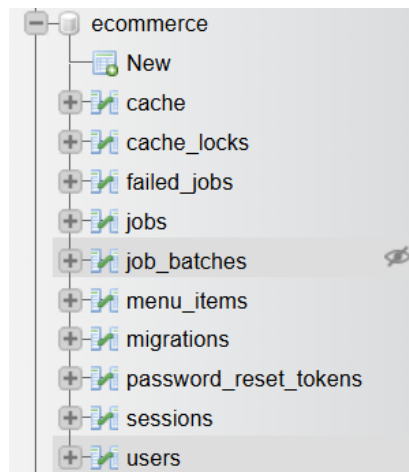 ecommerce
New
cache
cache_locks
failed_jobs
jobs
job_batches
menu_items
migrations
password_reset_tokens
sessions
users